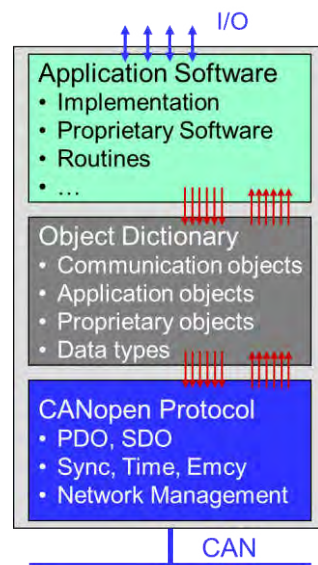 I/O
Application Software
• Implementation
• Proprietary Software
• Routines
• ...
Object Dictionary
• Communication objects
• Application objects
• Proprietary objects
• Data types
CANopen Protocol
• PDO, SDO
• Sync, Time, Emcy
• Network Management
CAN